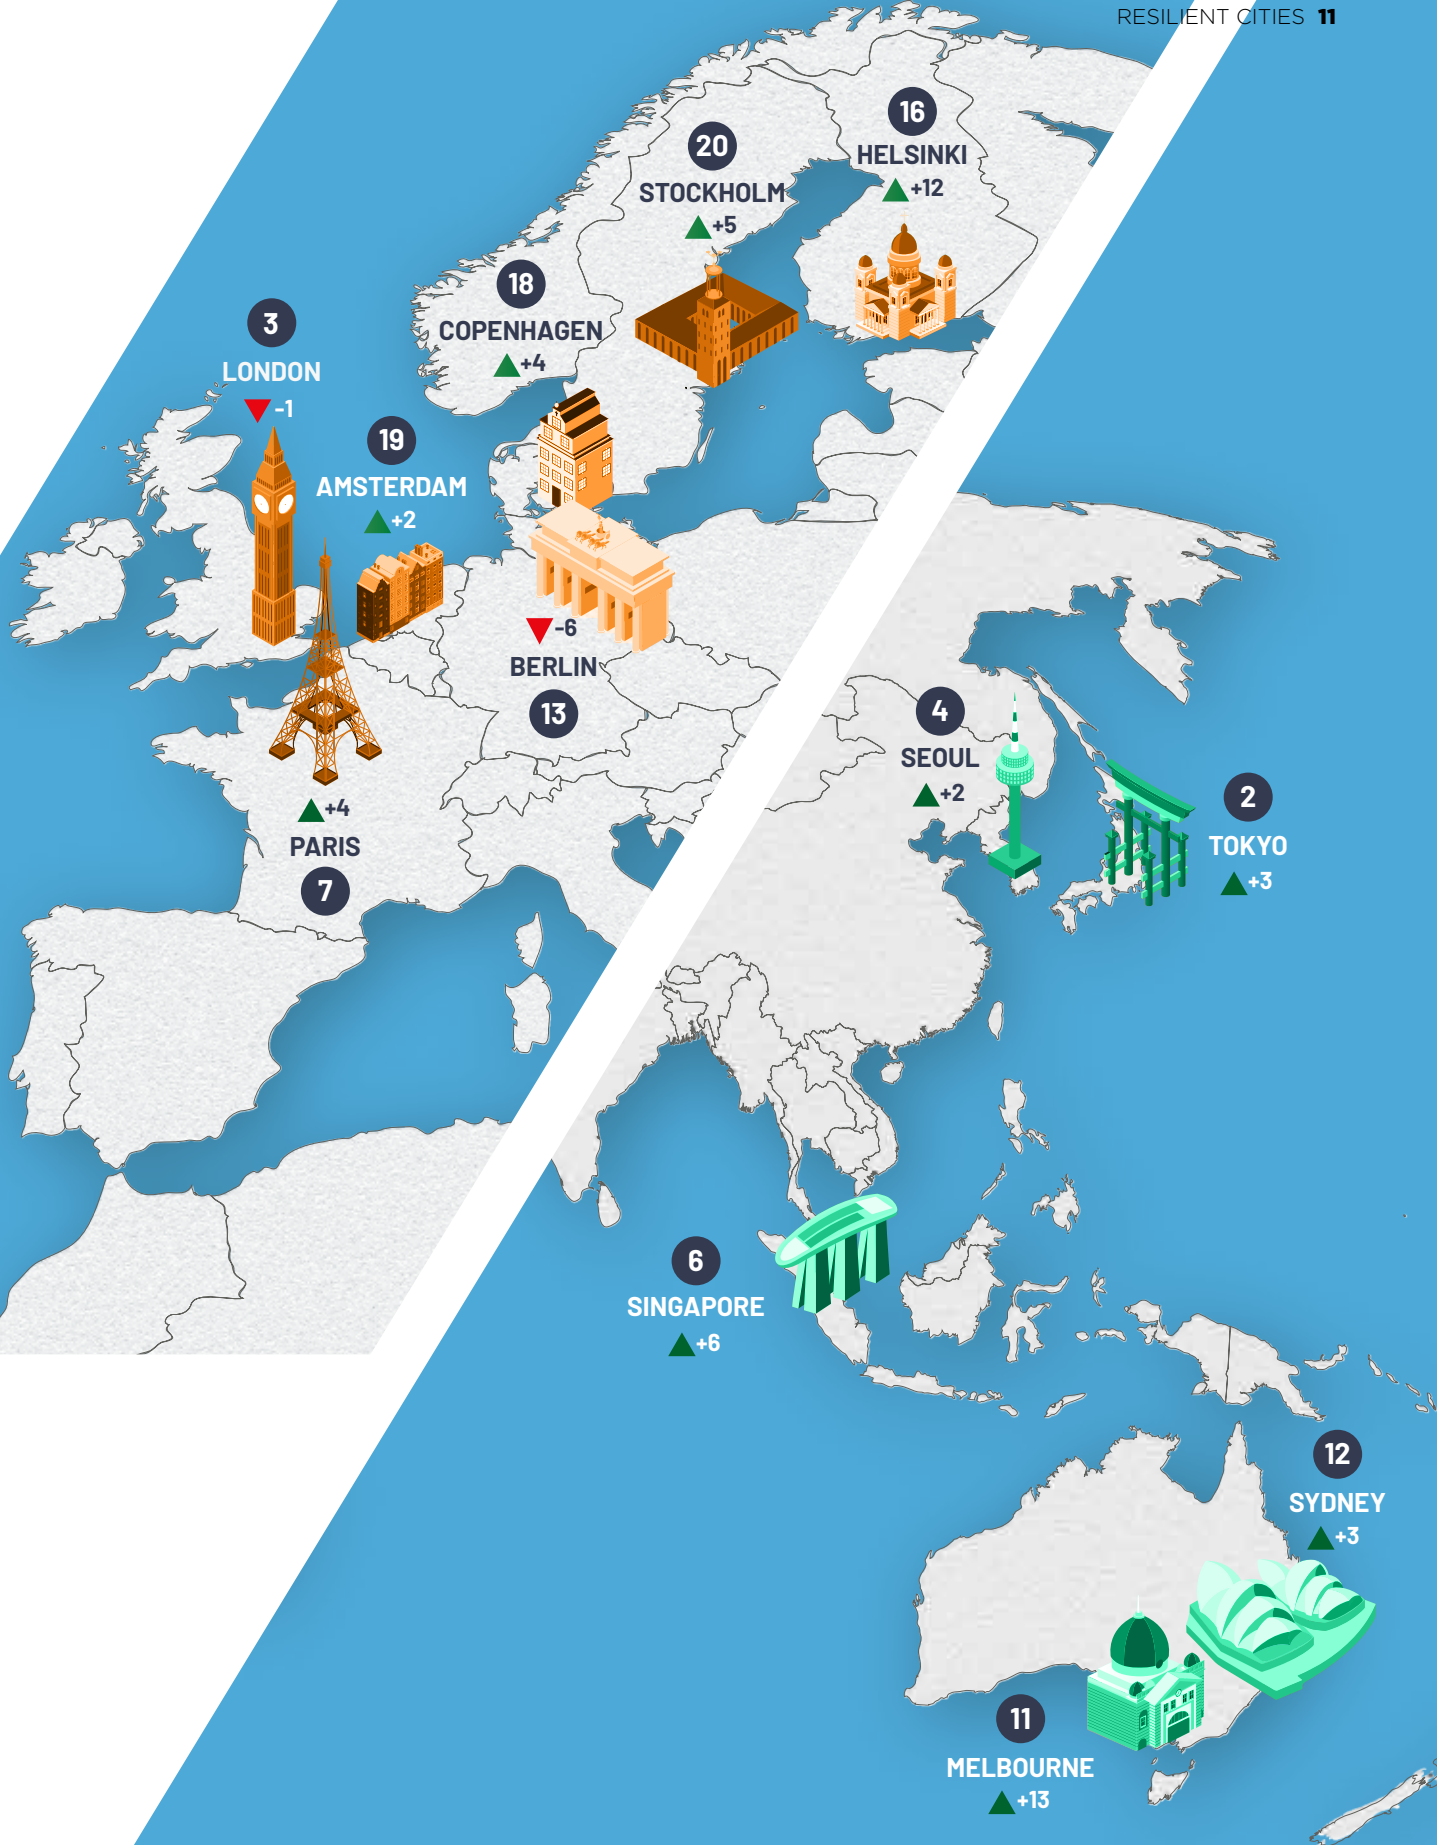 RESILIENT CITIES 11
16
HELSINKI
+12
20
STOCKHOLM
+5
18
COPENHAGEN
+4
3
LONDON
-1
19
AMSTERDAM
+2
-6
BERLIN
13
+4
PARIS
7
4
SEOUL
+2
2
TOKYO
+3
6
SINGAPORE
+6
12
SYDNEY
+3
11
MELBOURNE
+13